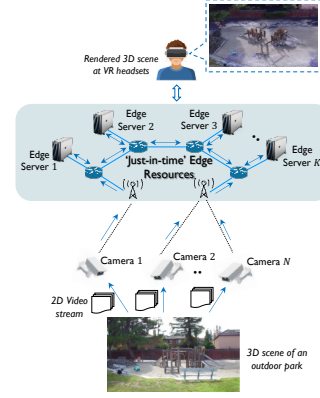 Rendered 3D scene
at VR headsets
Edge
Server 2
Edge
Server 3
Edge
Server 1
Edge
Server K
'Just-in-time' Edge
Resources
Camera 1
Camera 2
Camera N
2D Video
stream
3D scene of an
outdoor park